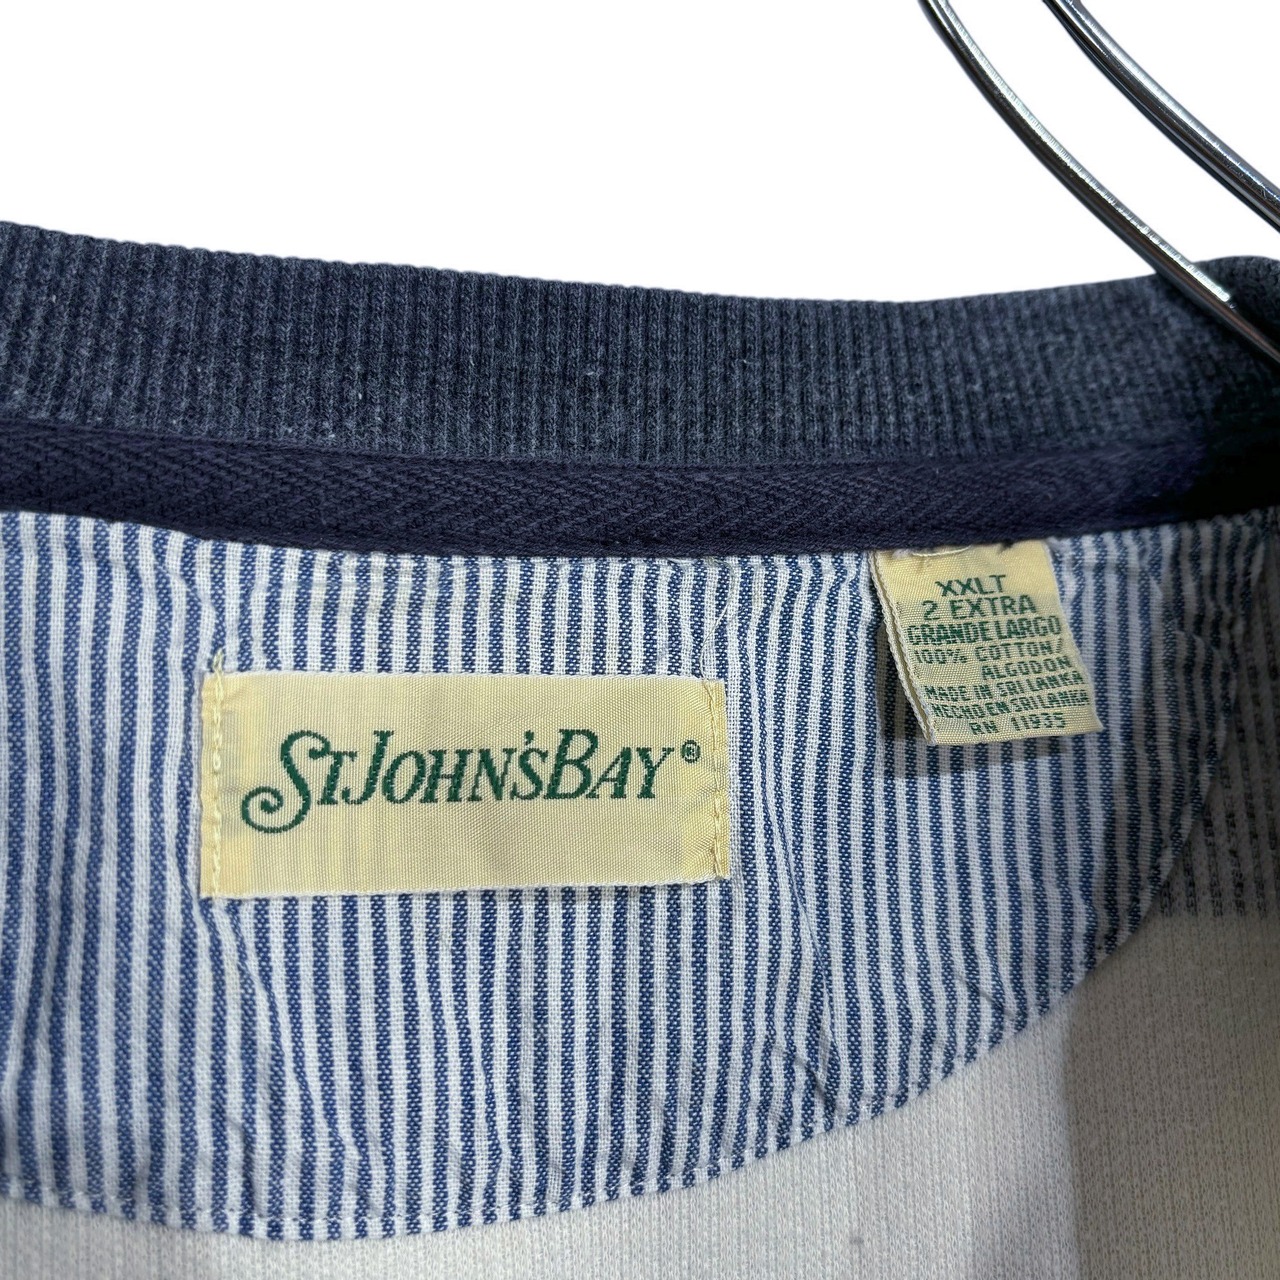 ST JOHN'S BAY®
XXLT
2 EXTRA
GRANDE LARGO
100% COTTON/
ALGODON
MADE IN SRI LANKA
HECHO EN SRI LANKA
RN 11935